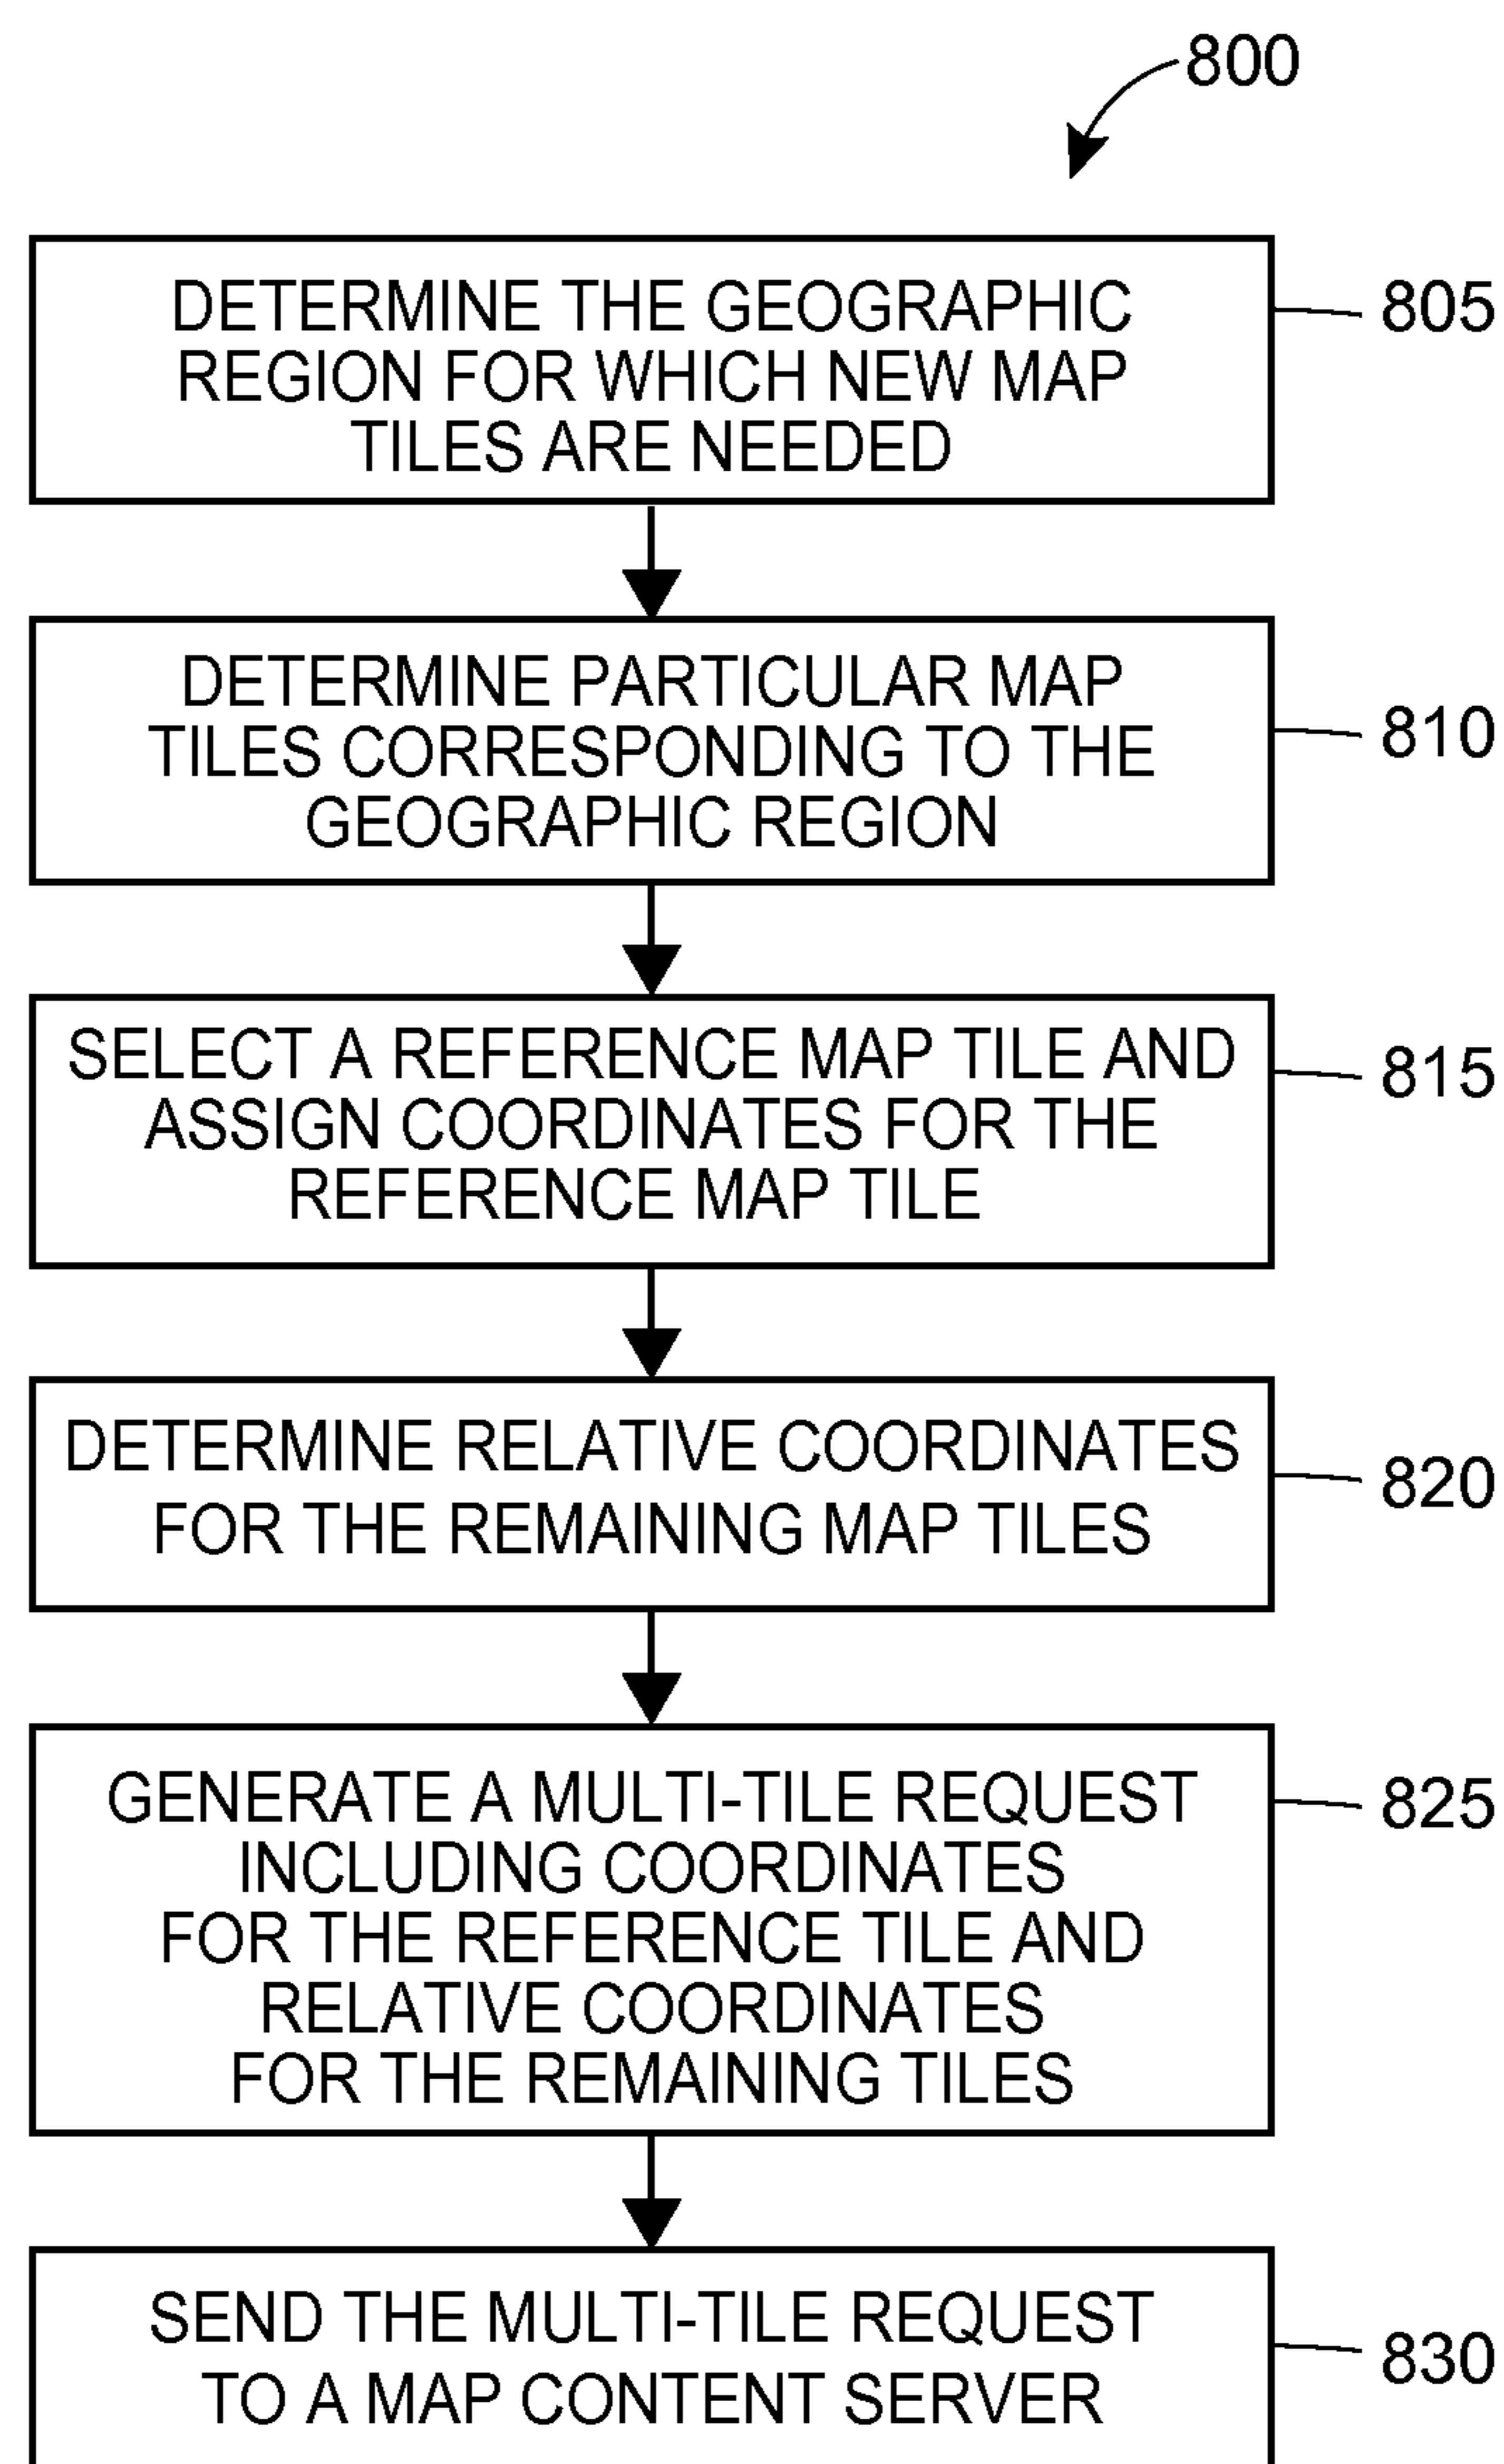 800
DETERMINE THE GEOGRAPHIC
REGION FOR WHICH NEW MAP
TILES ARE NEEDED
805
DETERMINE PARTICULAR MAP
TILES CORRESPONDING TO THE
GEOGRAPHIC REGION
810
SELECT A REFERENCE MAP TILE AND
ASSIGN COORDINATES FOR THE
REFERENCE MAP TILE
815
DETERMINE RELATIVE COORDINATES
FOR THE REMAINING MAP TILES
820
GENERATE A MULTI-TILE REQUEST
INCLUDING COORDINATES
FOR THE REFERENCE TILE AND
RELATIVE COORDINATES
FOR THE REMAINING TILES
825
SEND THE MULTI-TILE REQUEST
TO A MAP CONTENT SERVER
830